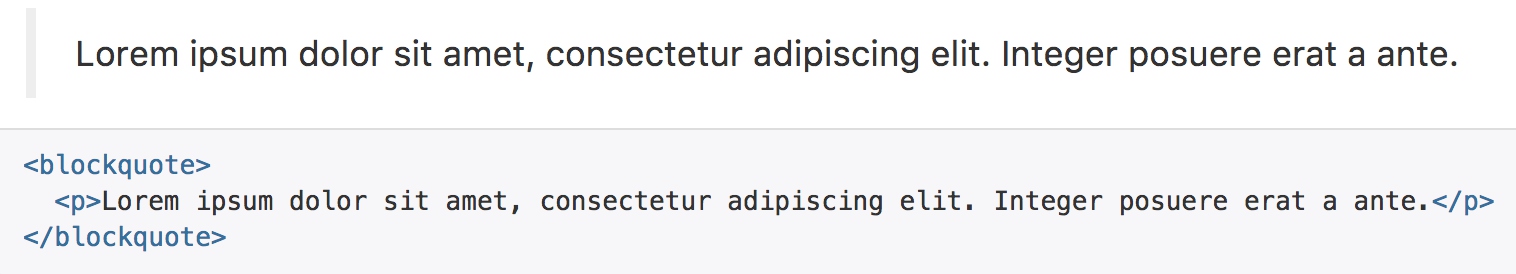 Lorem ipsum dolor sit amet, consectetur adipiscing elit. Integer posuere erat a ante.
<blockquote>
  <p>Lorem ipsum dolor sit amet, consectetur adipiscing elit. Integer posuere erat a ante.</p>
</blockquote>